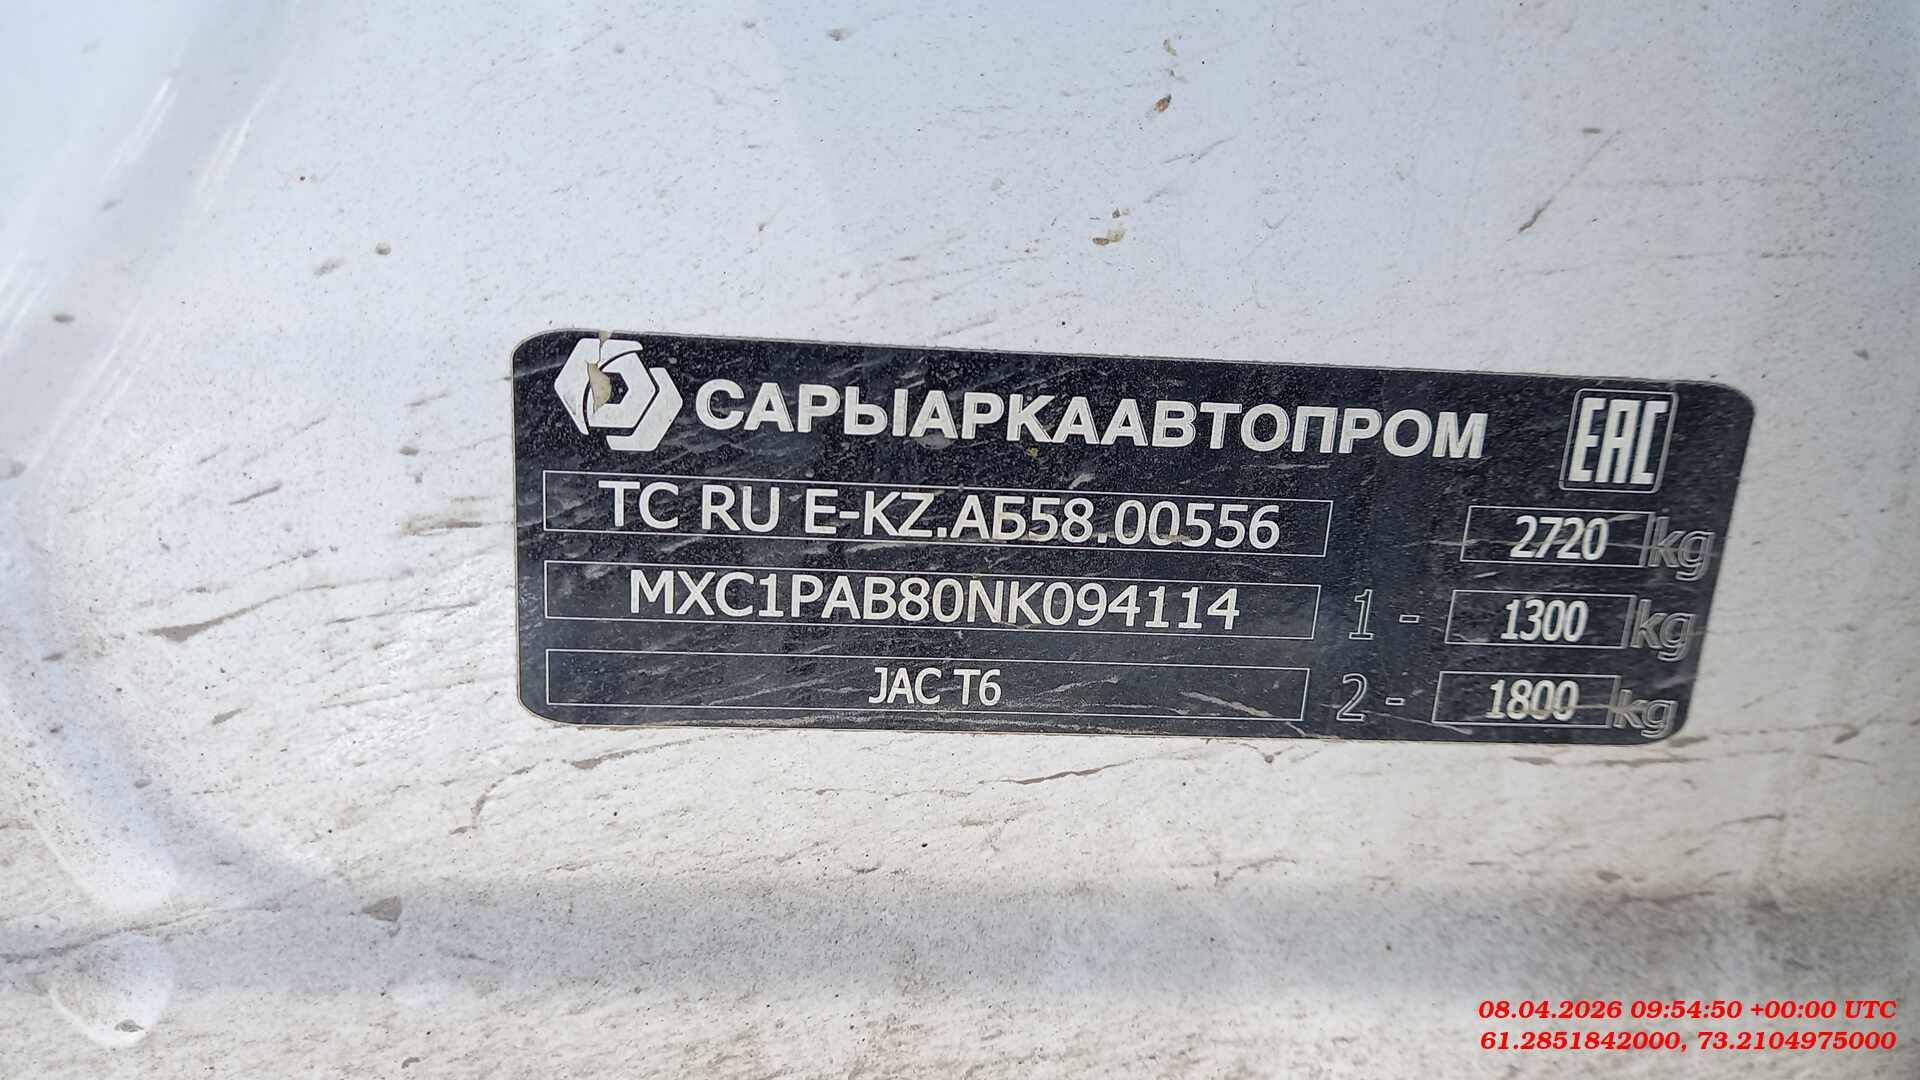 САРЫАРКААВТОПРОМ
EAC
ТС RU E-KZ.АБ58.00556
2720 kg
MXC1PAB80NK094114
1 - 1300 kg
JAC T6
2 - 1800 kg
08.04.2026 09:54:50 +00:00 UTC
61.2851842000, 73.2104975000